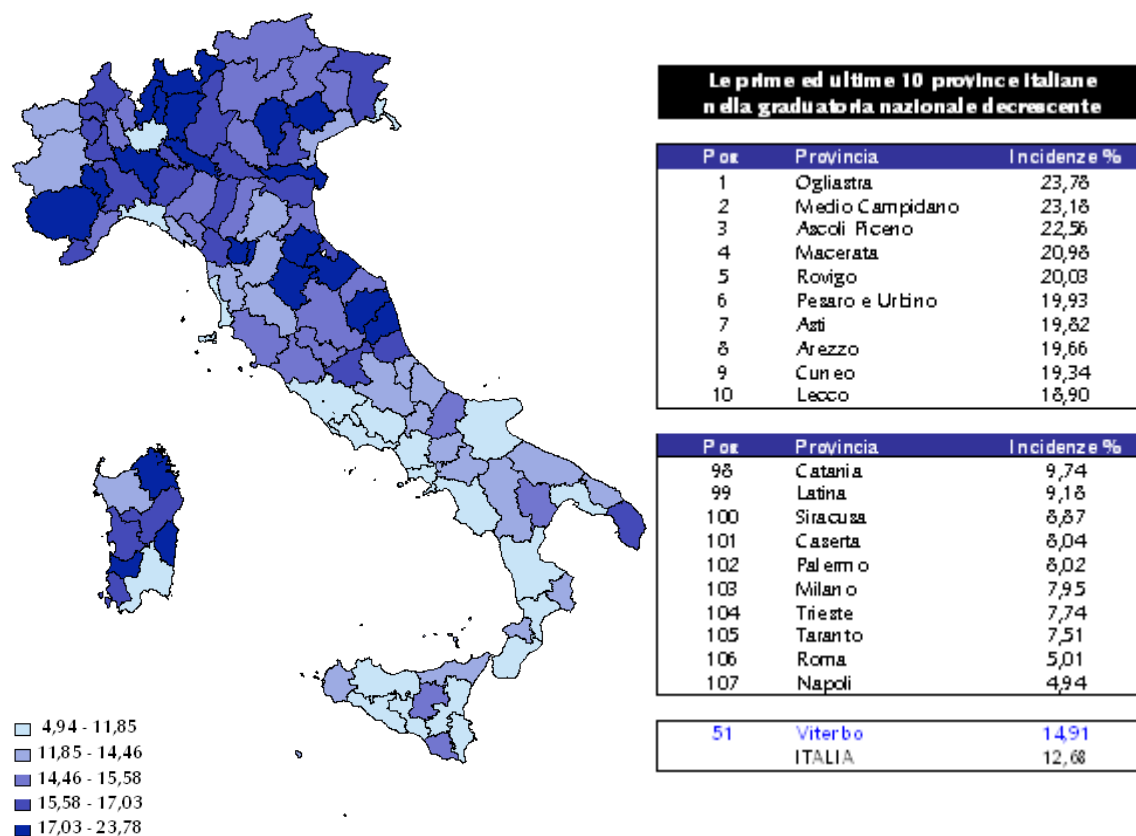 Le prime ed ultime 10 province italiane
nella graduatoria nazionale decrescente
Pos Provincia Incidenze %
1 Ogliastra 23,78
2 Medio Campidano 23,18
3 Ascoli Piceno 22,56
4 Macerata 20,98
5 Rovigo 20,03
6 Pesaro e Urbino 19,93
7 Asti 19,82
8 Arezzo 19,66
9 Cuneo 19,34
10 Lecco 18,90
Pos Provincia Incidenze %
98 Catania 9,74
99 Latina 9,18
100 Siracusa 8,87
101 Caserta 8,04
102 Palermo 8,02
103 Milano 7,95
104 Trieste 7,74
105 Taranto 7,51
106 Roma 5,01
107 Napoli 4,94
51 Viterbo 14,91
ITALIA 12,68
4,94 - 11,85
11,85 - 14,46
14,46 - 15,58
15,58 - 17,03
17,03 - 23,78